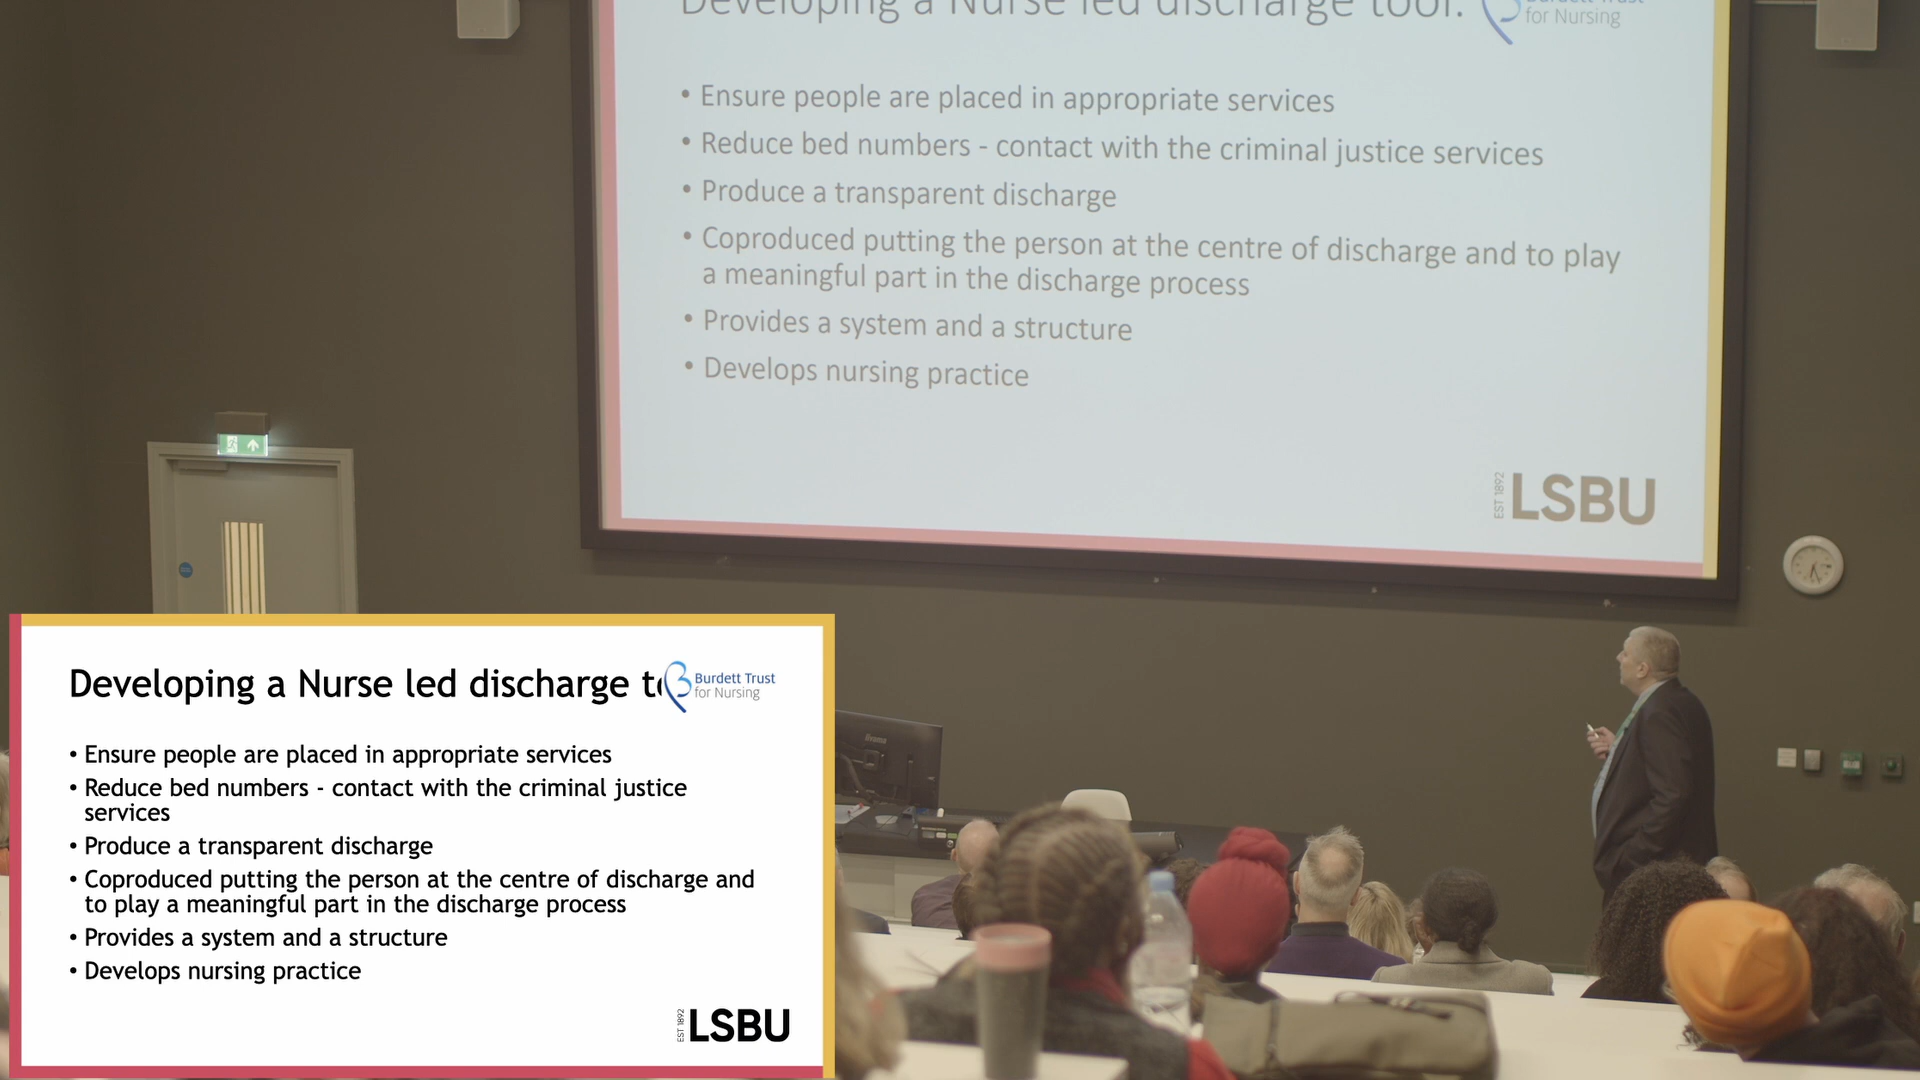 Developing a Nurse led discharge tool.
for Nursing
• Ensure people are placed in appropriate services
• Reduce bed numbers - contact with the criminal justice services
• Produce a transparent discharge
• Coproduced putting the person at the centre of discharge and to play
a meaningful part in the discharge process
• Provides a system and a structure
• Develops nursing practice
EST 1892
LSBU
Developing a Nurse led discharge to
Burdett Trust
for Nursing
• Ensure people are placed in appropriate services
• Reduce bed numbers - contact with the criminal justice
services
• Produce a transparent discharge
• Coproduced putting the person at the centre of discharge and
to play a meaningful part in the discharge process
• Provides a system and a structure
• Develops nursing practice
EST 1892
LSBU